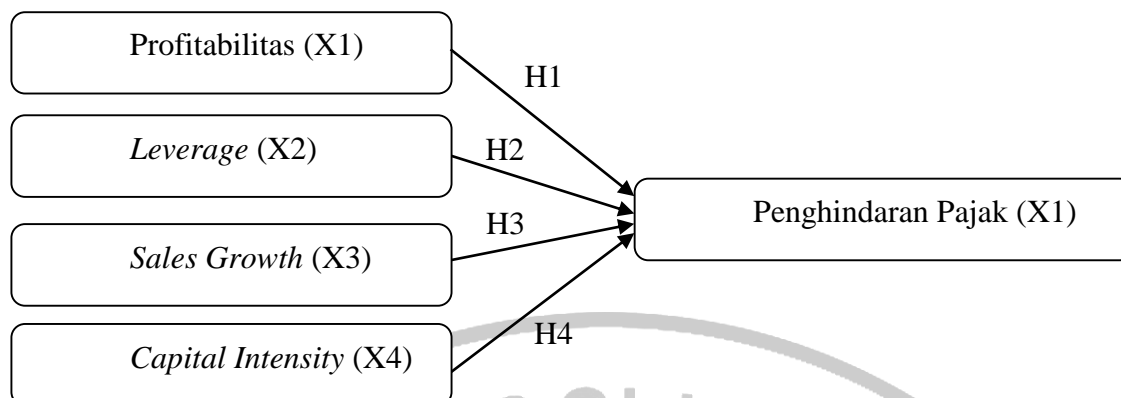 Profitabilitas (X1)
H1
Leverage (X2)
H2
Penghindaran Pajak (X1)
H3
Sales Growth (X3)
H4
Capital Intensity (X4)